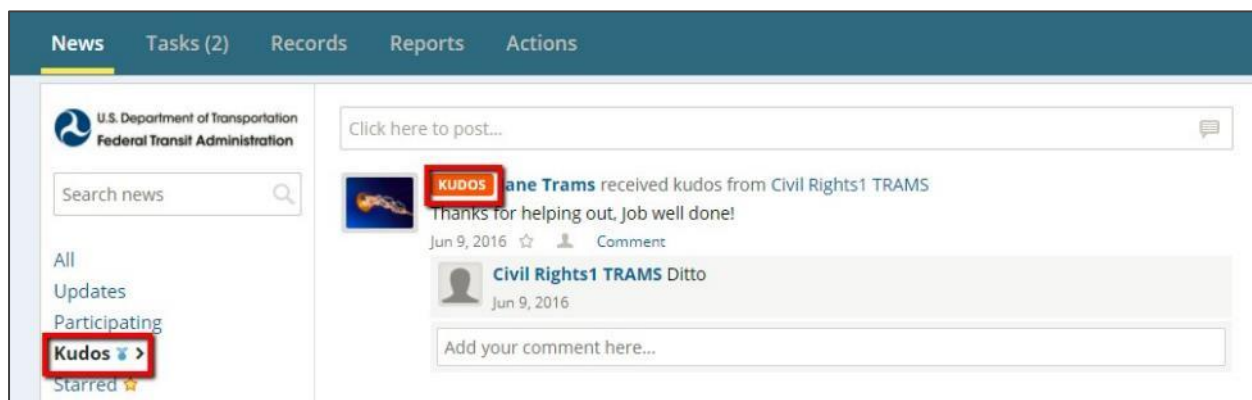 News Tasks (2) Records Reports Actions
U.S. Department of Transportation
Federal Transit Administration
Search news
All
Updates
Participating
Kudos >
Starred
Click here to post...
KUDOS ane Trams received kudos from Civil Rights1 TRAMS
Thanks for helping out, Job well done!
Jun 9, 2016 Comment
Civil Rights1 TRAMS Ditto
Jun 9, 2016
Add your comment here...